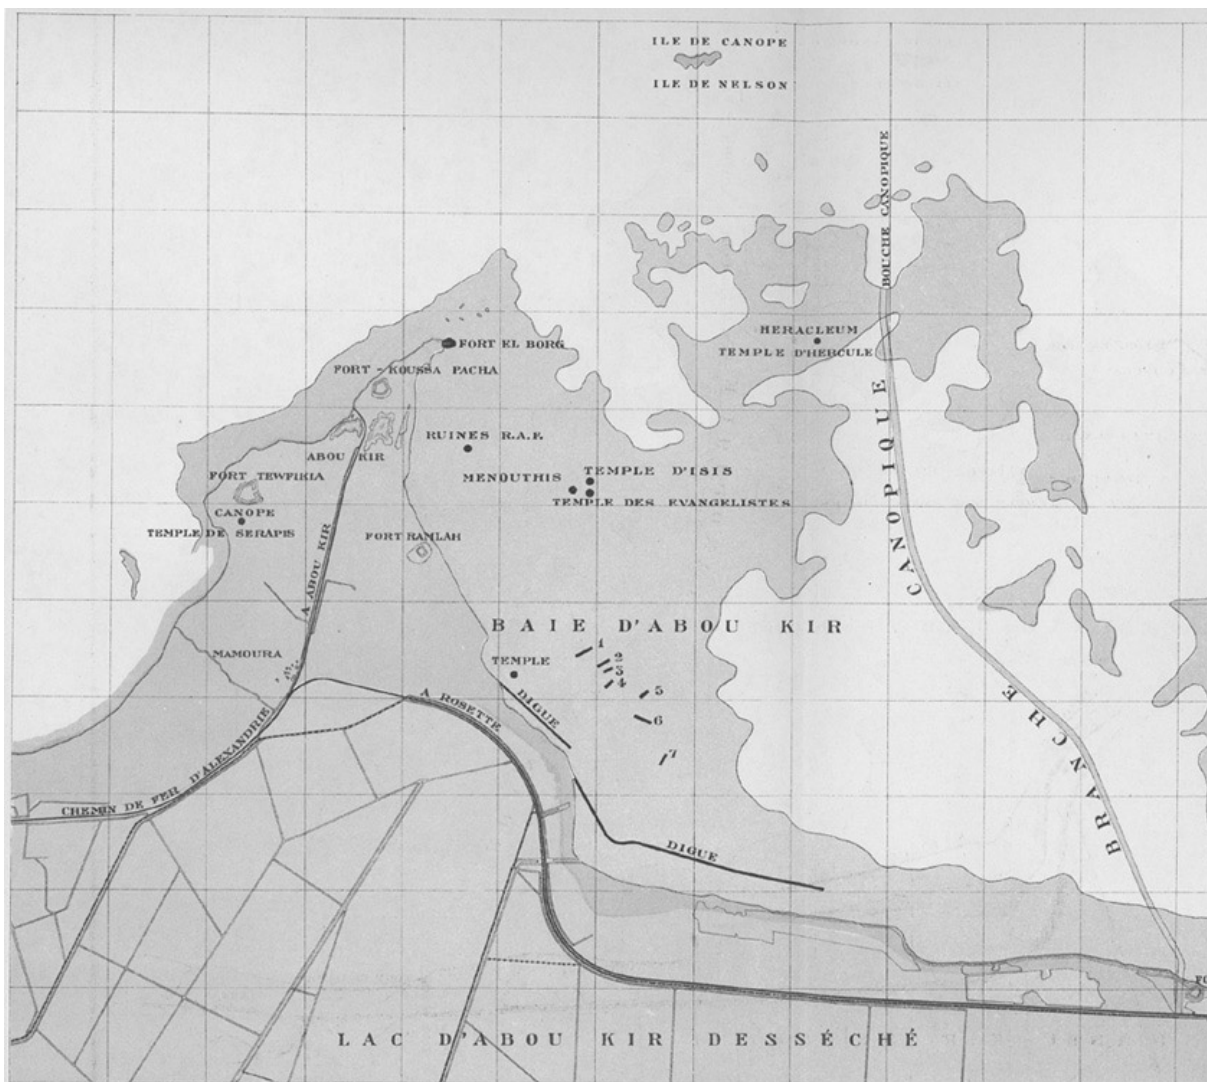 ILE DE CANOPE
ILE DE NELSON
BOUCHE CANOPIQUE
HERACLEUM
TEMPLE D'HERCULE
FORT EL BORG
FORT - KOUSSA PACHA
RUINES R.A.F.
ABOU KIR
MENOUTHIS
TEMPLE D'ISIS
TEMPLE DES EVANGELISTES
FORT TEWFIKIA
CANOPE
TEMPLE DE SERAPIS
FORT RAMLAH
A ABOU KIR
BRANCHE CANOPIQUE
BAIE D'ABOU KIR
MAMOURA
TEMPLE
1
2
3
4
5
6
7
DIGUE
A ROSETTE
CHEMIN DE FER D'ALEXANDRIE
DIGUE
FO
LAC D'ABOU KIR DESSÉCHÉ